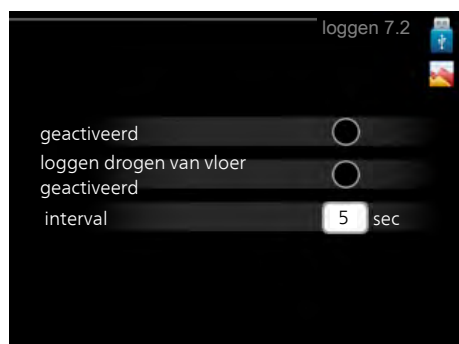 loggen 7.2
geactiveerd
loggen drogen van vloer
geactiveerd
interval 5 sec